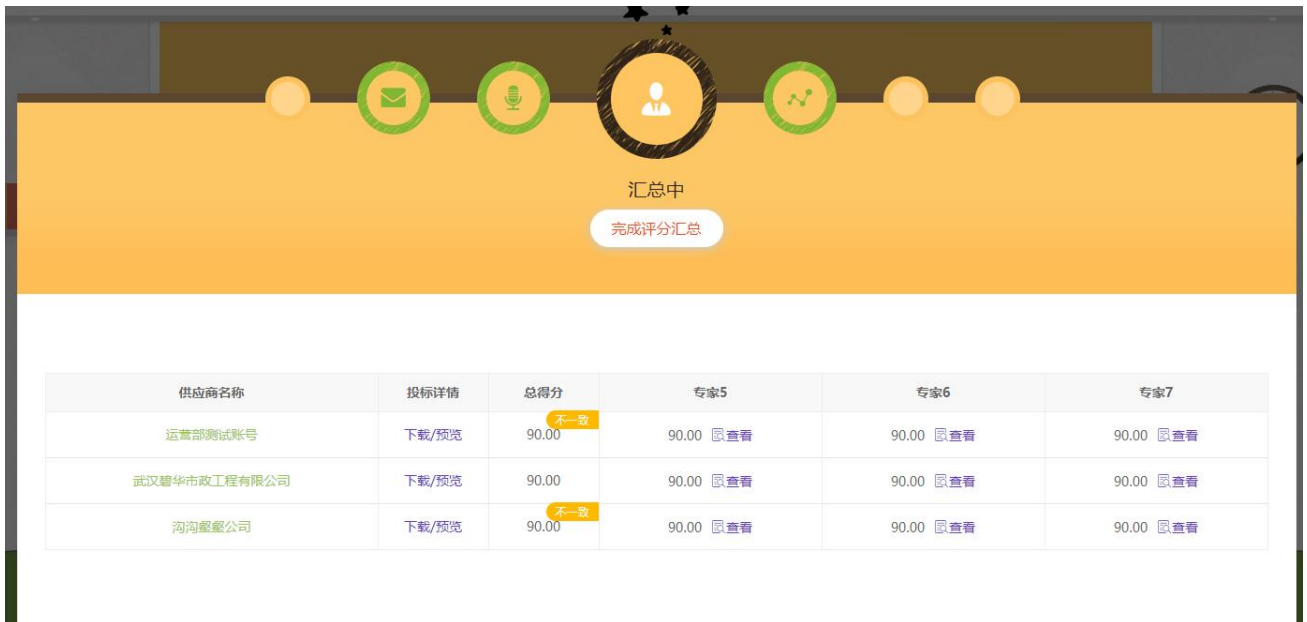 汇总中
完成评分汇总
供应商名称 投标详情 总得分 专家5 专家6 专家7
不一致
运营部测试账号 下载/预览 90.00 90.00 查看 90.00 查看 90.00 查看
武汉碧华市政工程有限公司 下载/预览 90.00 90.00 查看 90.00 查看 90.00 查看
不一致
沟沟壑壑公司 下载/预览 90.00 90.00 查看 90.00 查看 90.00 查看